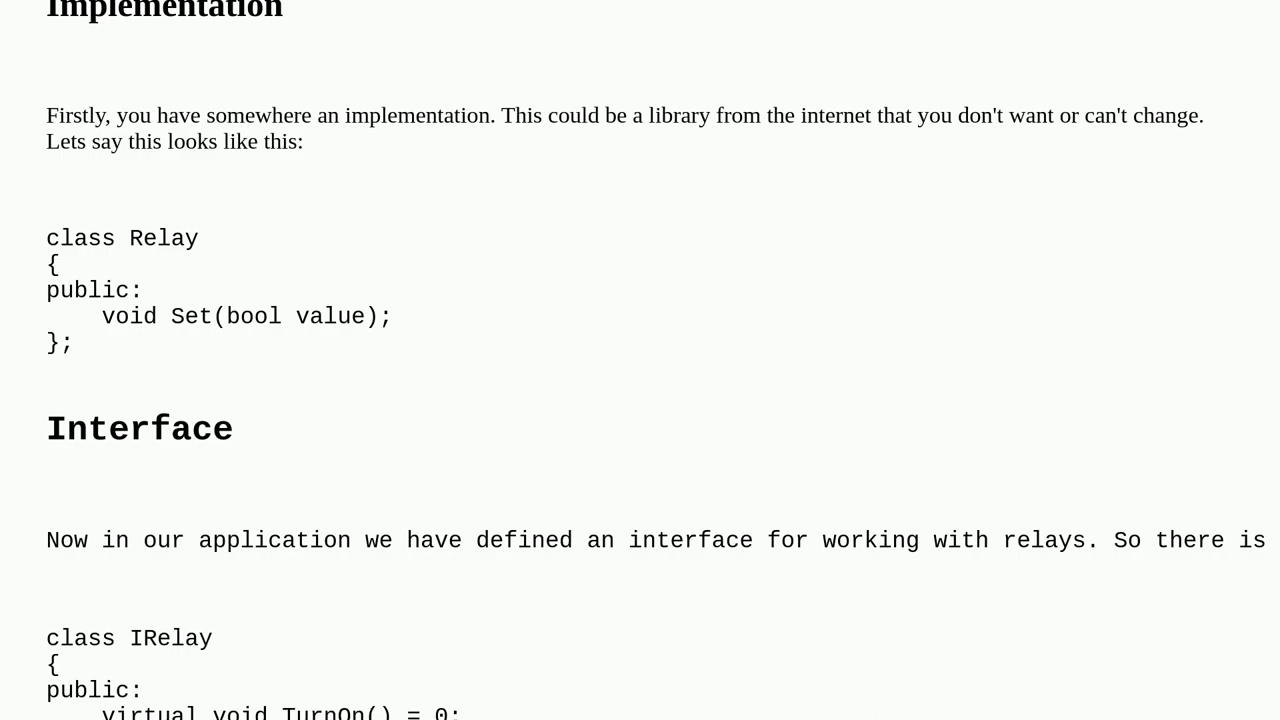 Implementation
Firstly, you have somewhere an implementation. This could be a library from the internet that you don't want or can't change.
Lets say this looks like this:
class Relay
{
public:
    void Set(bool value);
};
Interface
Now in our application we have defined an interface for working with relays. So there is
class IRelay
{
public:
    virtual void TurnOn() = 0;